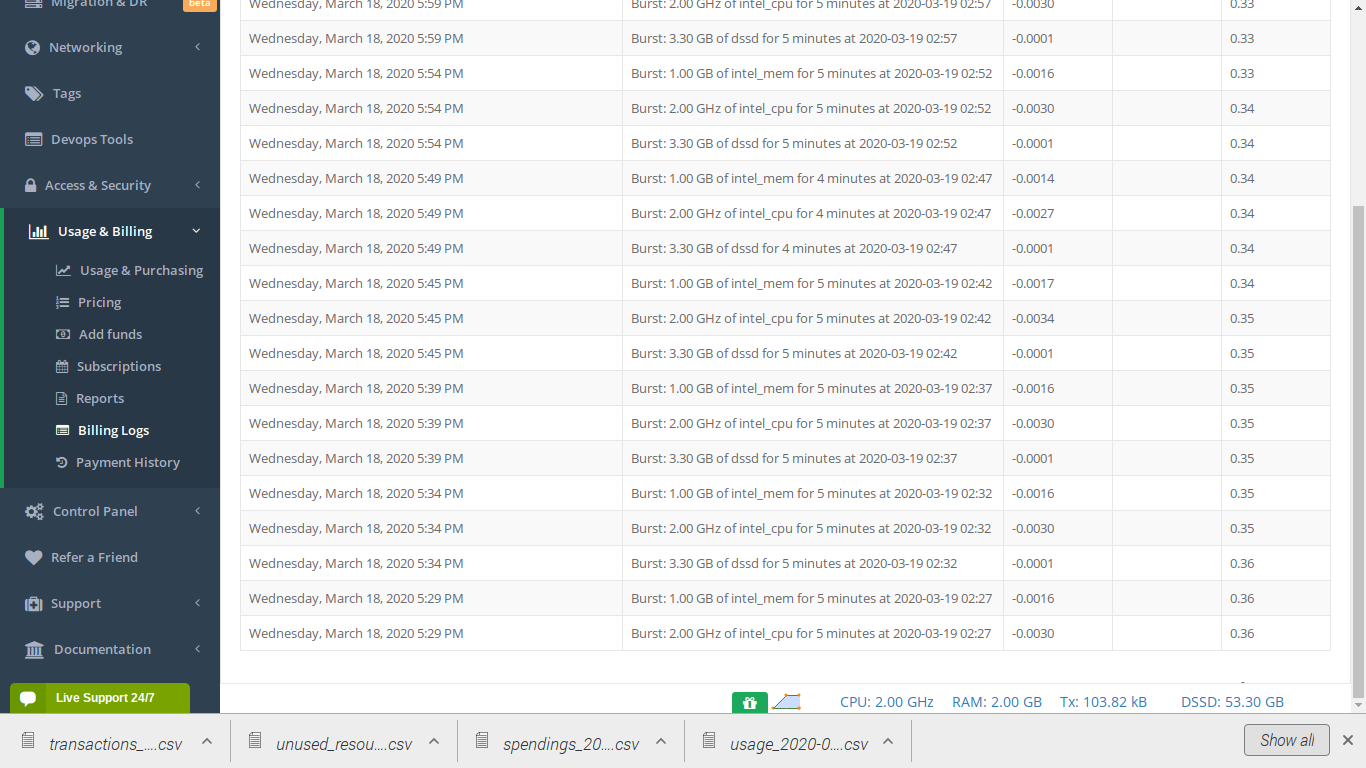 Migration & DR
beta
Networking
Tags
Devops Tools
Access & Security
Usage & Billing
Usage & Purchasing
Pricing
Add funds
Subscriptions
Reports
Billing Logs
Payment History
Control Panel
Refer a Friend
Support
Documentation
Live Support 24/7
Wednesday, March 18, 2020 5:59 PM Burst: 2.00 GHz of intel_cpu for 5 minutes at 2020-03-19 02:57 -0.0030 0.33
Wednesday, March 18, 2020 5:59 PM Burst: 3.30 GB of dssd for 5 minutes at 2020-03-19 02:57 -0.0001 0.33
Wednesday, March 18, 2020 5:54 PM Burst: 1.00 GB of intel_mem for 5 minutes at 2020-03-19 02:52 -0.0016 0.33
Wednesday, March 18, 2020 5:54 PM Burst: 2.00 GHz of intel_cpu for 5 minutes at 2020-03-19 02:52 -0.0030 0.34
Wednesday, March 18, 2020 5:54 PM Burst: 3.30 GB of dssd for 5 minutes at 2020-03-19 02:52 -0.0001 0.34
Wednesday, March 18, 2020 5:49 PM Burst: 1.00 GB of intel_mem for 4 minutes at 2020-03-19 02:47 -0.0014 0.34
Wednesday, March 18, 2020 5:49 PM Burst: 2.00 GHz of intel_cpu for 4 minutes at 2020-03-19 02:47 -0.0027 0.34
Wednesday, March 18, 2020 5:49 PM Burst: 3.30 GB of dssd for 4 minutes at 2020-03-19 02:47 -0.0001 0.34
Wednesday, March 18, 2020 5:45 PM Burst: 1.00 GB of intel_mem for 5 minutes at 2020-03-19 02:42 -0.0017 0.34
Wednesday, March 18, 2020 5:45 PM Burst: 2.00 GHz of intel_cpu for 5 minutes at 2020-03-19 02:42 -0.0034 0.35
Wednesday, March 18, 2020 5:45 PM Burst: 3.30 GB of dssd for 5 minutes at 2020-03-19 02:42 -0.0001 0.35
Wednesday, March 18, 2020 5:39 PM Burst: 1.00 GB of intel_mem for 5 minutes at 2020-03-19 02:37 -0.0016 0.35
Wednesday, March 18, 2020 5:39 PM Burst: 2.00 GHz of intel_cpu for 5 minutes at 2020-03-19 02:37 -0.0030 0.35
Wednesday, March 18, 2020 5:39 PM Burst: 3.30 GB of dssd for 5 minutes at 2020-03-19 02:37 -0.0001 0.35
Wednesday, March 18, 2020 5:34 PM Burst: 1.00 GB of intel_mem for 5 minutes at 2020-03-19 02:32 -0.0016 0.35
Wednesday, March 18, 2020 5:34 PM Burst: 2.00 GHz of intel_cpu for 5 minutes at 2020-03-19 02:32 -0.0030 0.35
Wednesday, March 18, 2020 5:34 PM Burst: 3.30 GB of dssd for 5 minutes at 2020-03-19 02:32 -0.0001 0.36
Wednesday, March 18, 2020 5:29 PM Burst: 1.00 GB of intel_mem for 5 minutes at 2020-03-19 02:27 -0.0016 0.36
Wednesday, March 18, 2020 5:29 PM Burst: 2.00 GHz of intel_cpu for 5 minutes at 2020-03-19 02:27 -0.0030 0.36
CPU: 2.00 GHz RAM: 2.00 GB Tx: 103.82 kB DSSD: 53.30 GB
transactions_....csv unused_resou....csv spendings_20....csv usage_2020-0....csv Show all